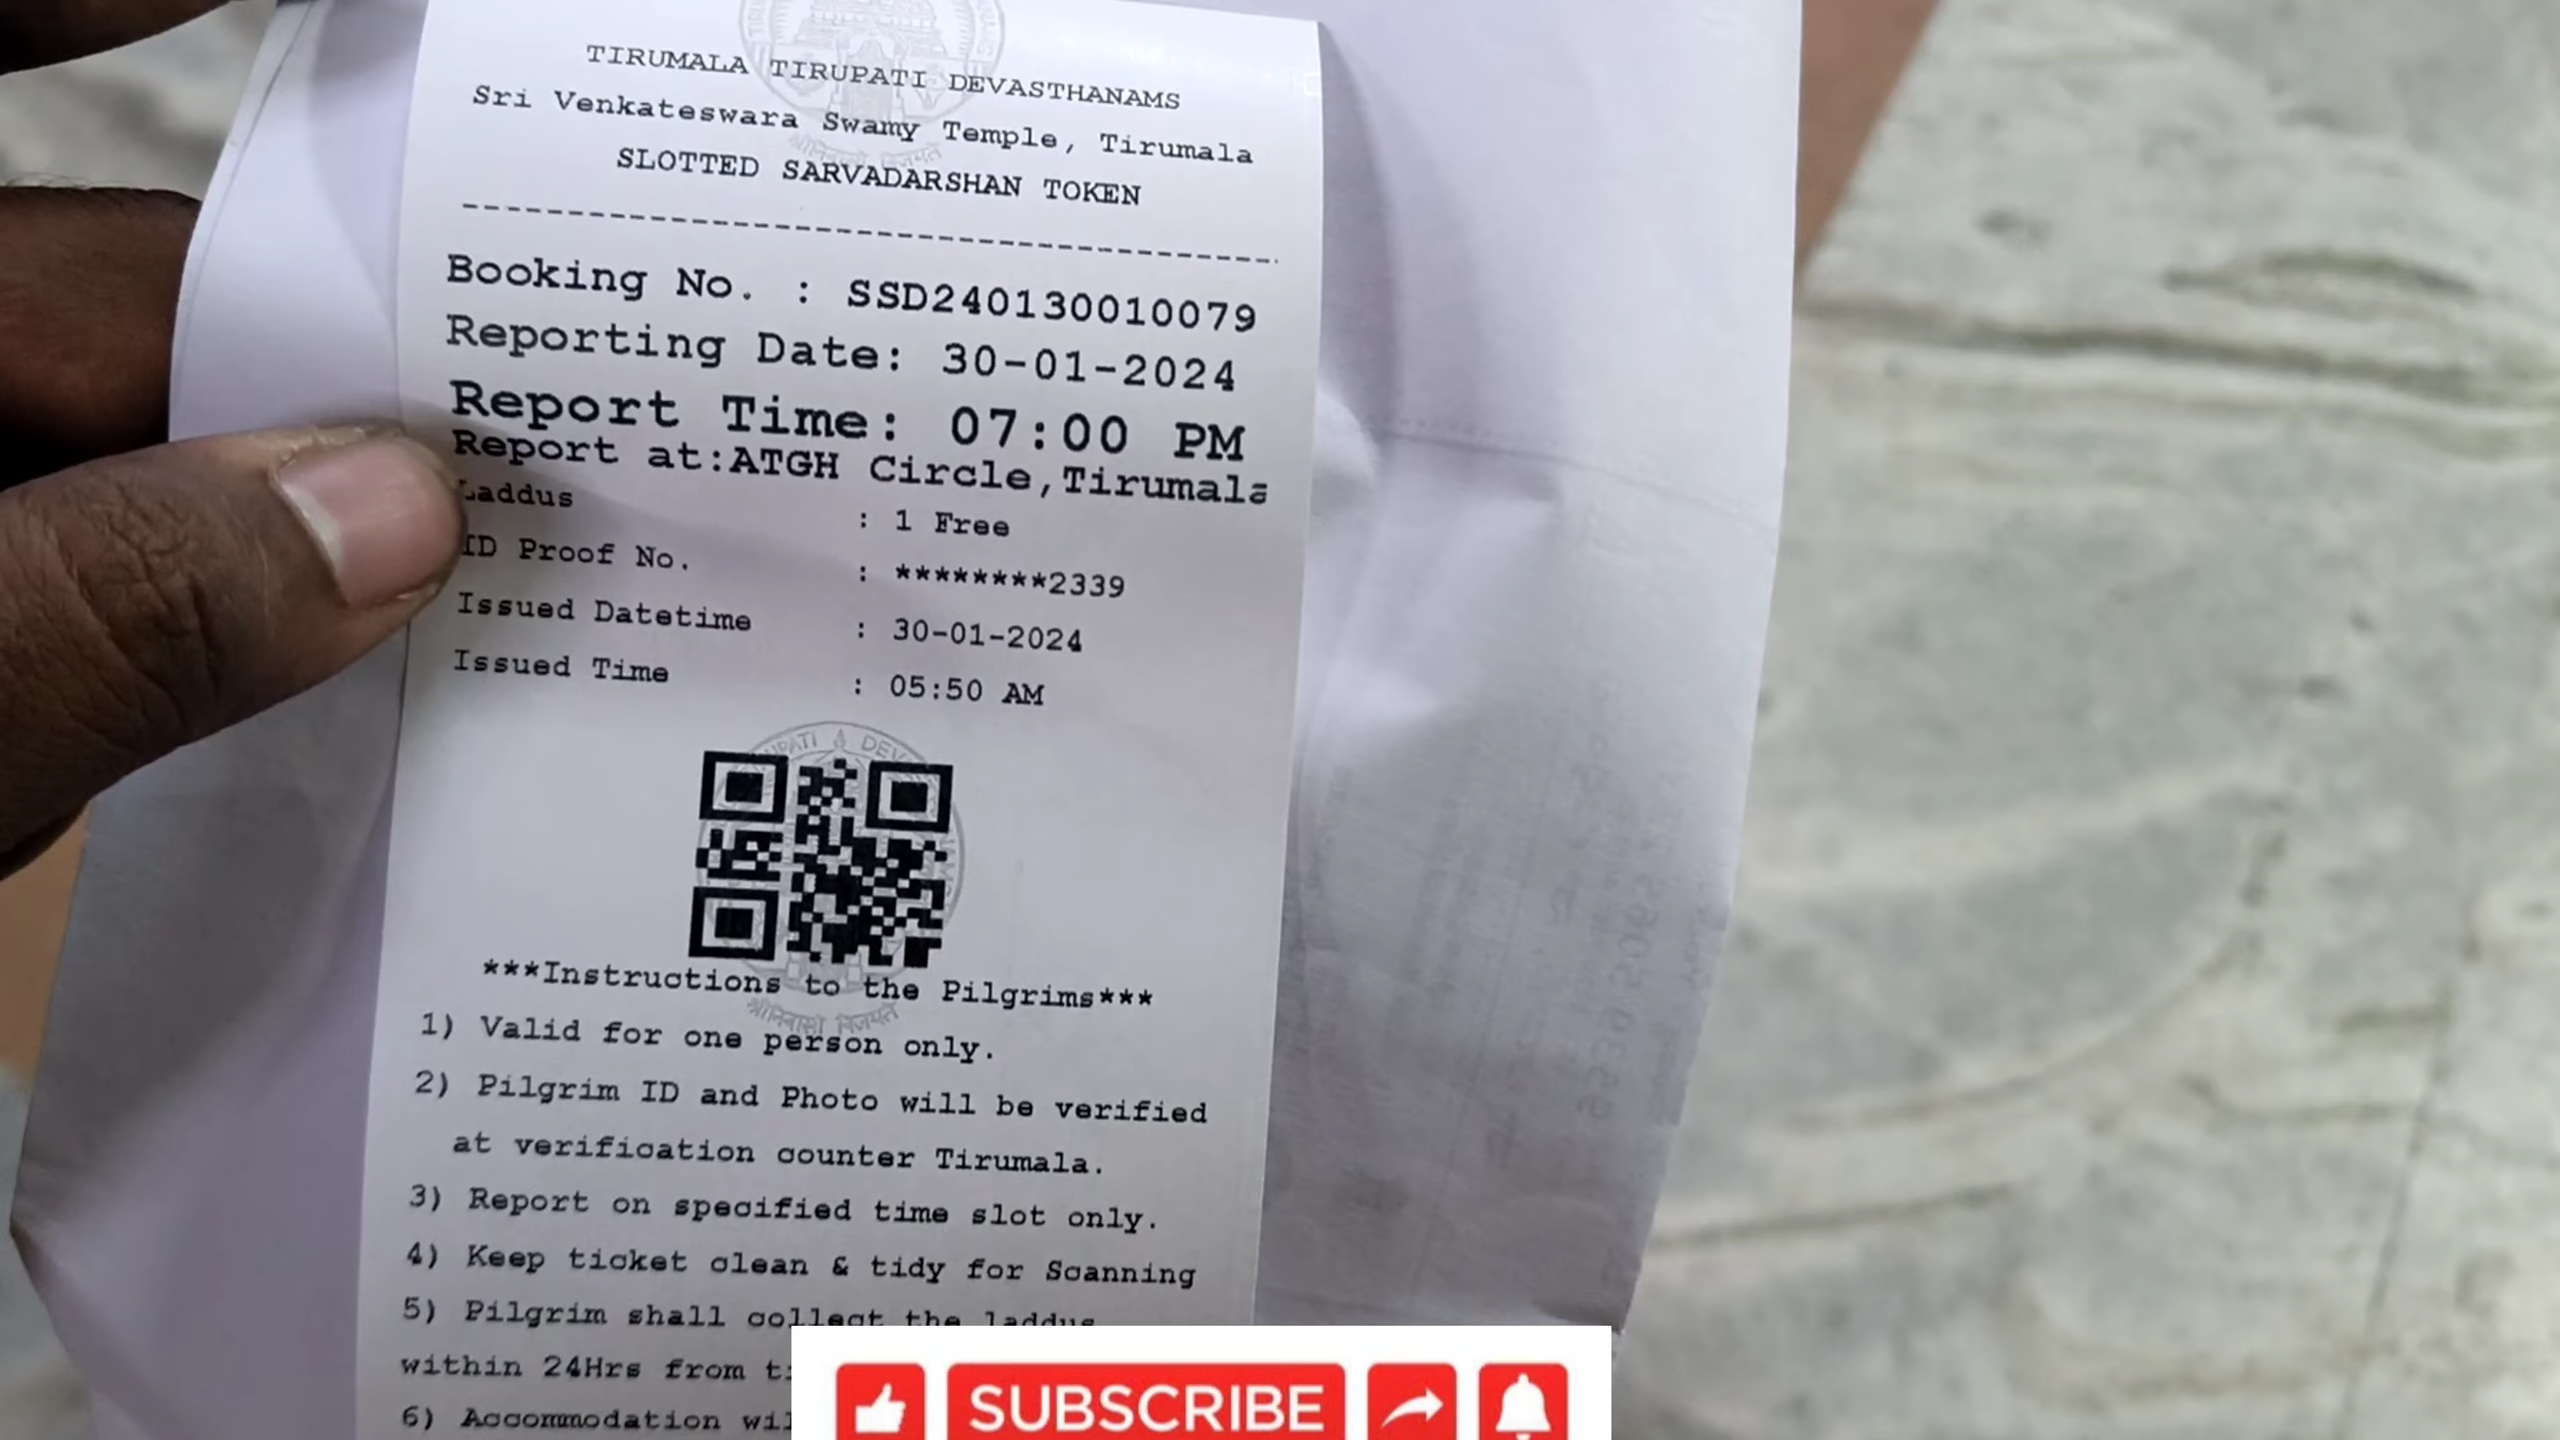 TIRUMALA TIRUPATI DEVASTHANAMS
Sri Venkateswara Swamy Temple, Tirumala
SLOTTED SARVADARSHAN TOKEN
Booking No. : SSD240130010079
Reporting Date: 30-01-2024
Report Time: 07:00 PM
Report at:ATGH Circle,Tirumala
Laddus : 1 Free
ID Proof No. : ********2339
Issued Datetime : 30-01-2024
Issued Time : 05:50 AM
***Instructions to the Pilgrims***
श्रीनिवासो विजयते
1) Valid for one person only.
2) Pilgrim ID and Photo will be verified
at verification counter Tirumala.
3) Report on specified time slot only.
4) Keep ticket clean & tidy for Scanning
5) Pilgrim shall collect the laddus
within 24Hrs from
6) Accommodation
SUBSCRIBE